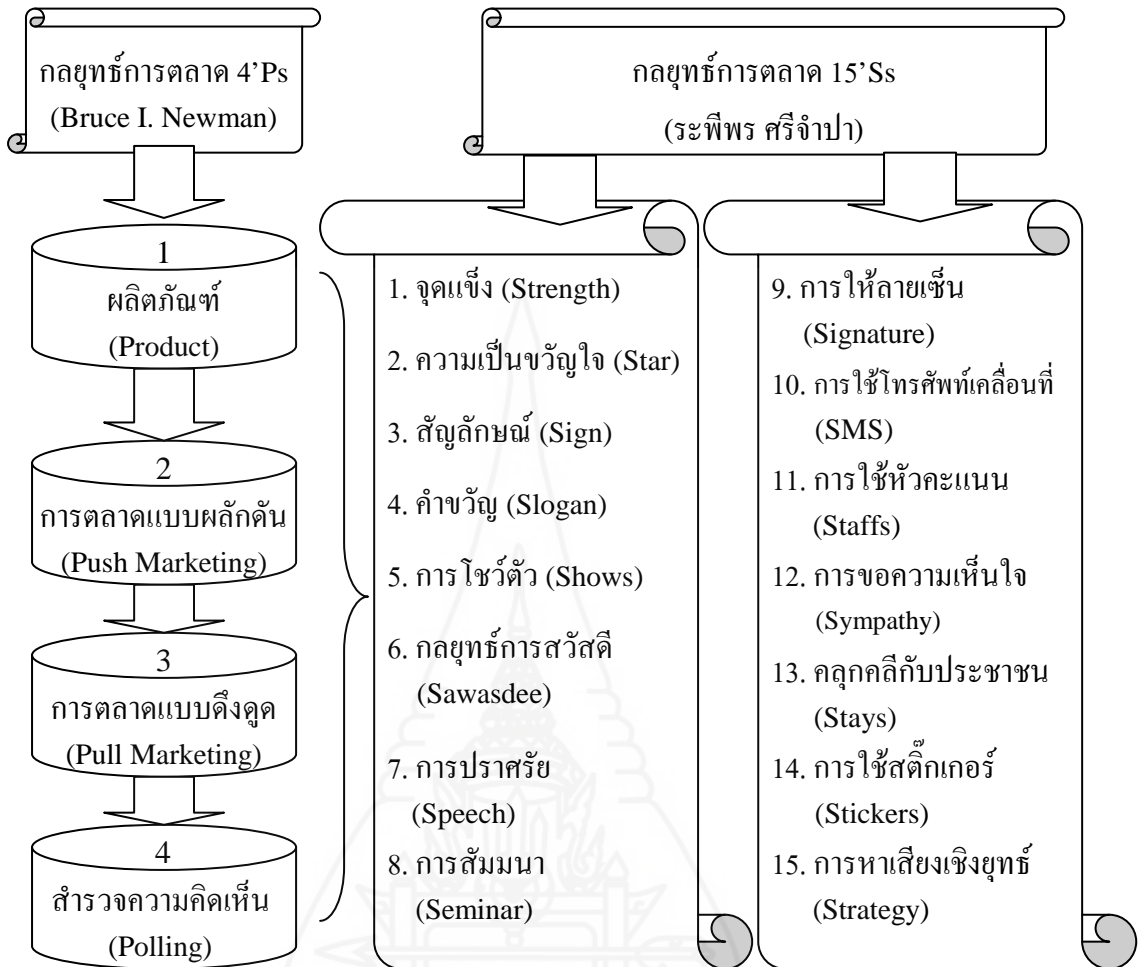 กลยุทธ์การตลาด 4’Ps
(Bruce I. Newman)
กลยุทธ์การตลาด 15’Ss
(ระพีพร ศรีจำปา)
1
ผลิตภัณฑ์
(Product)
2
การตลาดแบบผลักดัน
(Push Marketing)
3
การตลาดแบบดึงดูด
(Pull Marketing)
4
สำรวจความคิดเห็น
(Polling)
1. จุดแข็ง (Strength)
2. ความเป็นขวัญใจ (Star)
3. สัญลักษณ์ (Sign)
4. คำขวัญ (Slogan)
5. การโชว์ตัว (Shows)
6. กลยุทธ์การสวัสดี
(Sawasdee)
7. การปราศรัย
(Speech)
8. การสัมมนา
(Seminar)
9. การให้ลายเซ็น
(Signature)
10. การใช้โทรศัพท์เคลื่อนที่
(SMS)
11. การใช้หัวคะแนน
(Staffs)
12. การขอความเห็นใจ
(Sympathy)
13. คลุกคลีกับประชาชน
(Stays)
14. การใช้สติ๊กเกอร์
(Stickers)
15. การหาเสียงเชิงยุทธ์
(Strategy)